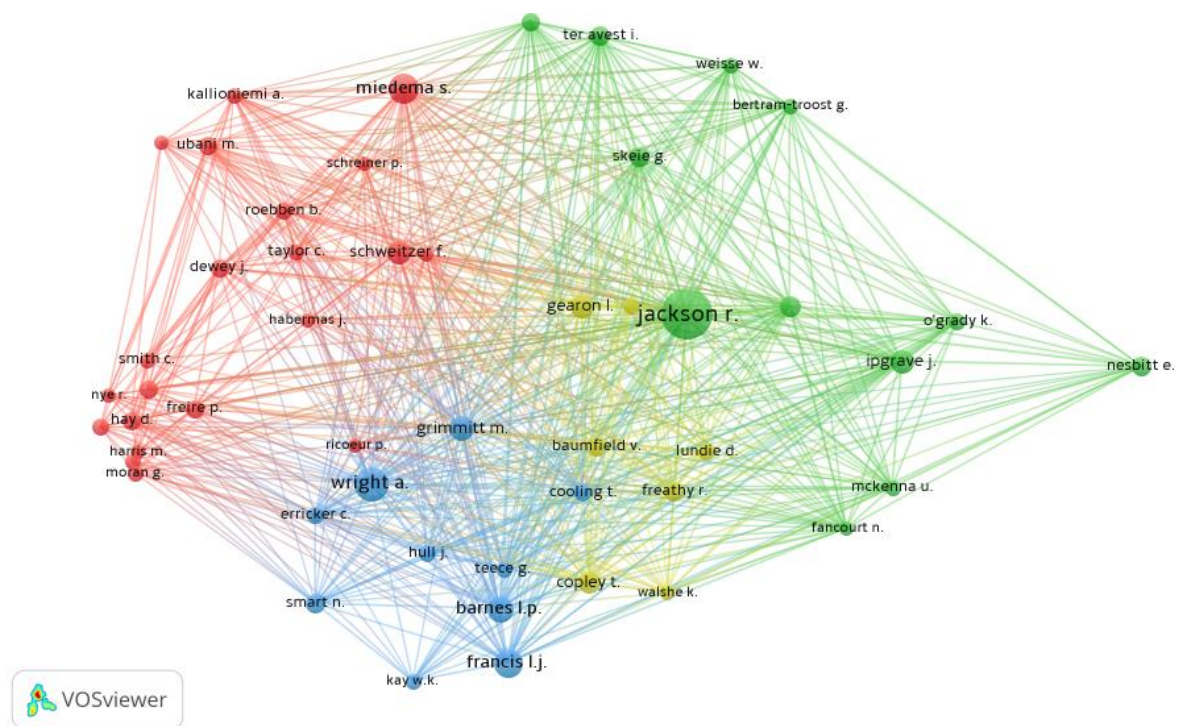 ter avest i.
weisse w.
kallioniemi a.
miedema s.
bertram-troost g.
ubani m.
schreiner p.
skeie g.
roebben b.
taylor c.
schweitzer f.
dewey j.
gearon l.
jackson r.
habermas j.
o'grady k.
smith c.
ipgrave j.
nesbitt e.
nye r.
hay d.
freire p.
grimmitt m.
ricoeur p.
baumfield v.
lundie d.
harris m.
moran g.
wright a.
cooling t.
freathy r.
mckenna u.
erricker c.
fancourt n.
hull j.
teece g.
copley t.
walshe k.
smart n.
barnes l.p.
francis l.j.
kay w.k.
VOSviewer